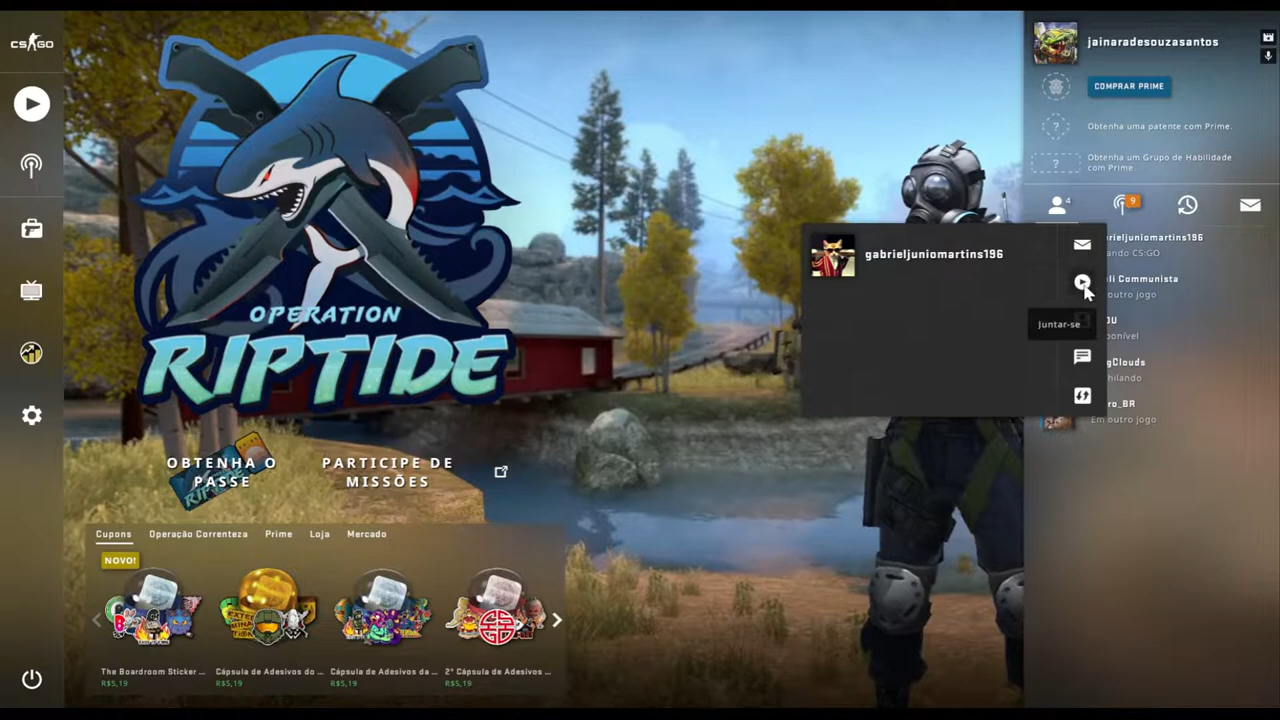 CS GO
OPERATION
RIPTIDE
OBTENHA O
PASSE
PARTICIPE DE
MISSÕES
Cupons Operação Correnteza Prime Loja Mercado
NOVO!
The Boardroom Sticker ... Cápsula de Adesivos do ... Cápsula de Adesivos da ... 2ª Cápsula de Adesivos ...
R$5,19 R$5,19 R$5,19 R$5,19
gabrieljuniomartins196
Juntar-se
jainaradesouzasantos
COMPRAR PRIME
? Obtenha uma patente com Prime.
? Obtenha um Grupo de Habilidade
com Prime.
4 9
rieljuniomartins196
ando CS:GO
li Communista
outro jogo
OU
ponível
gClouds
hilando
ro_BR
Em outro jogo